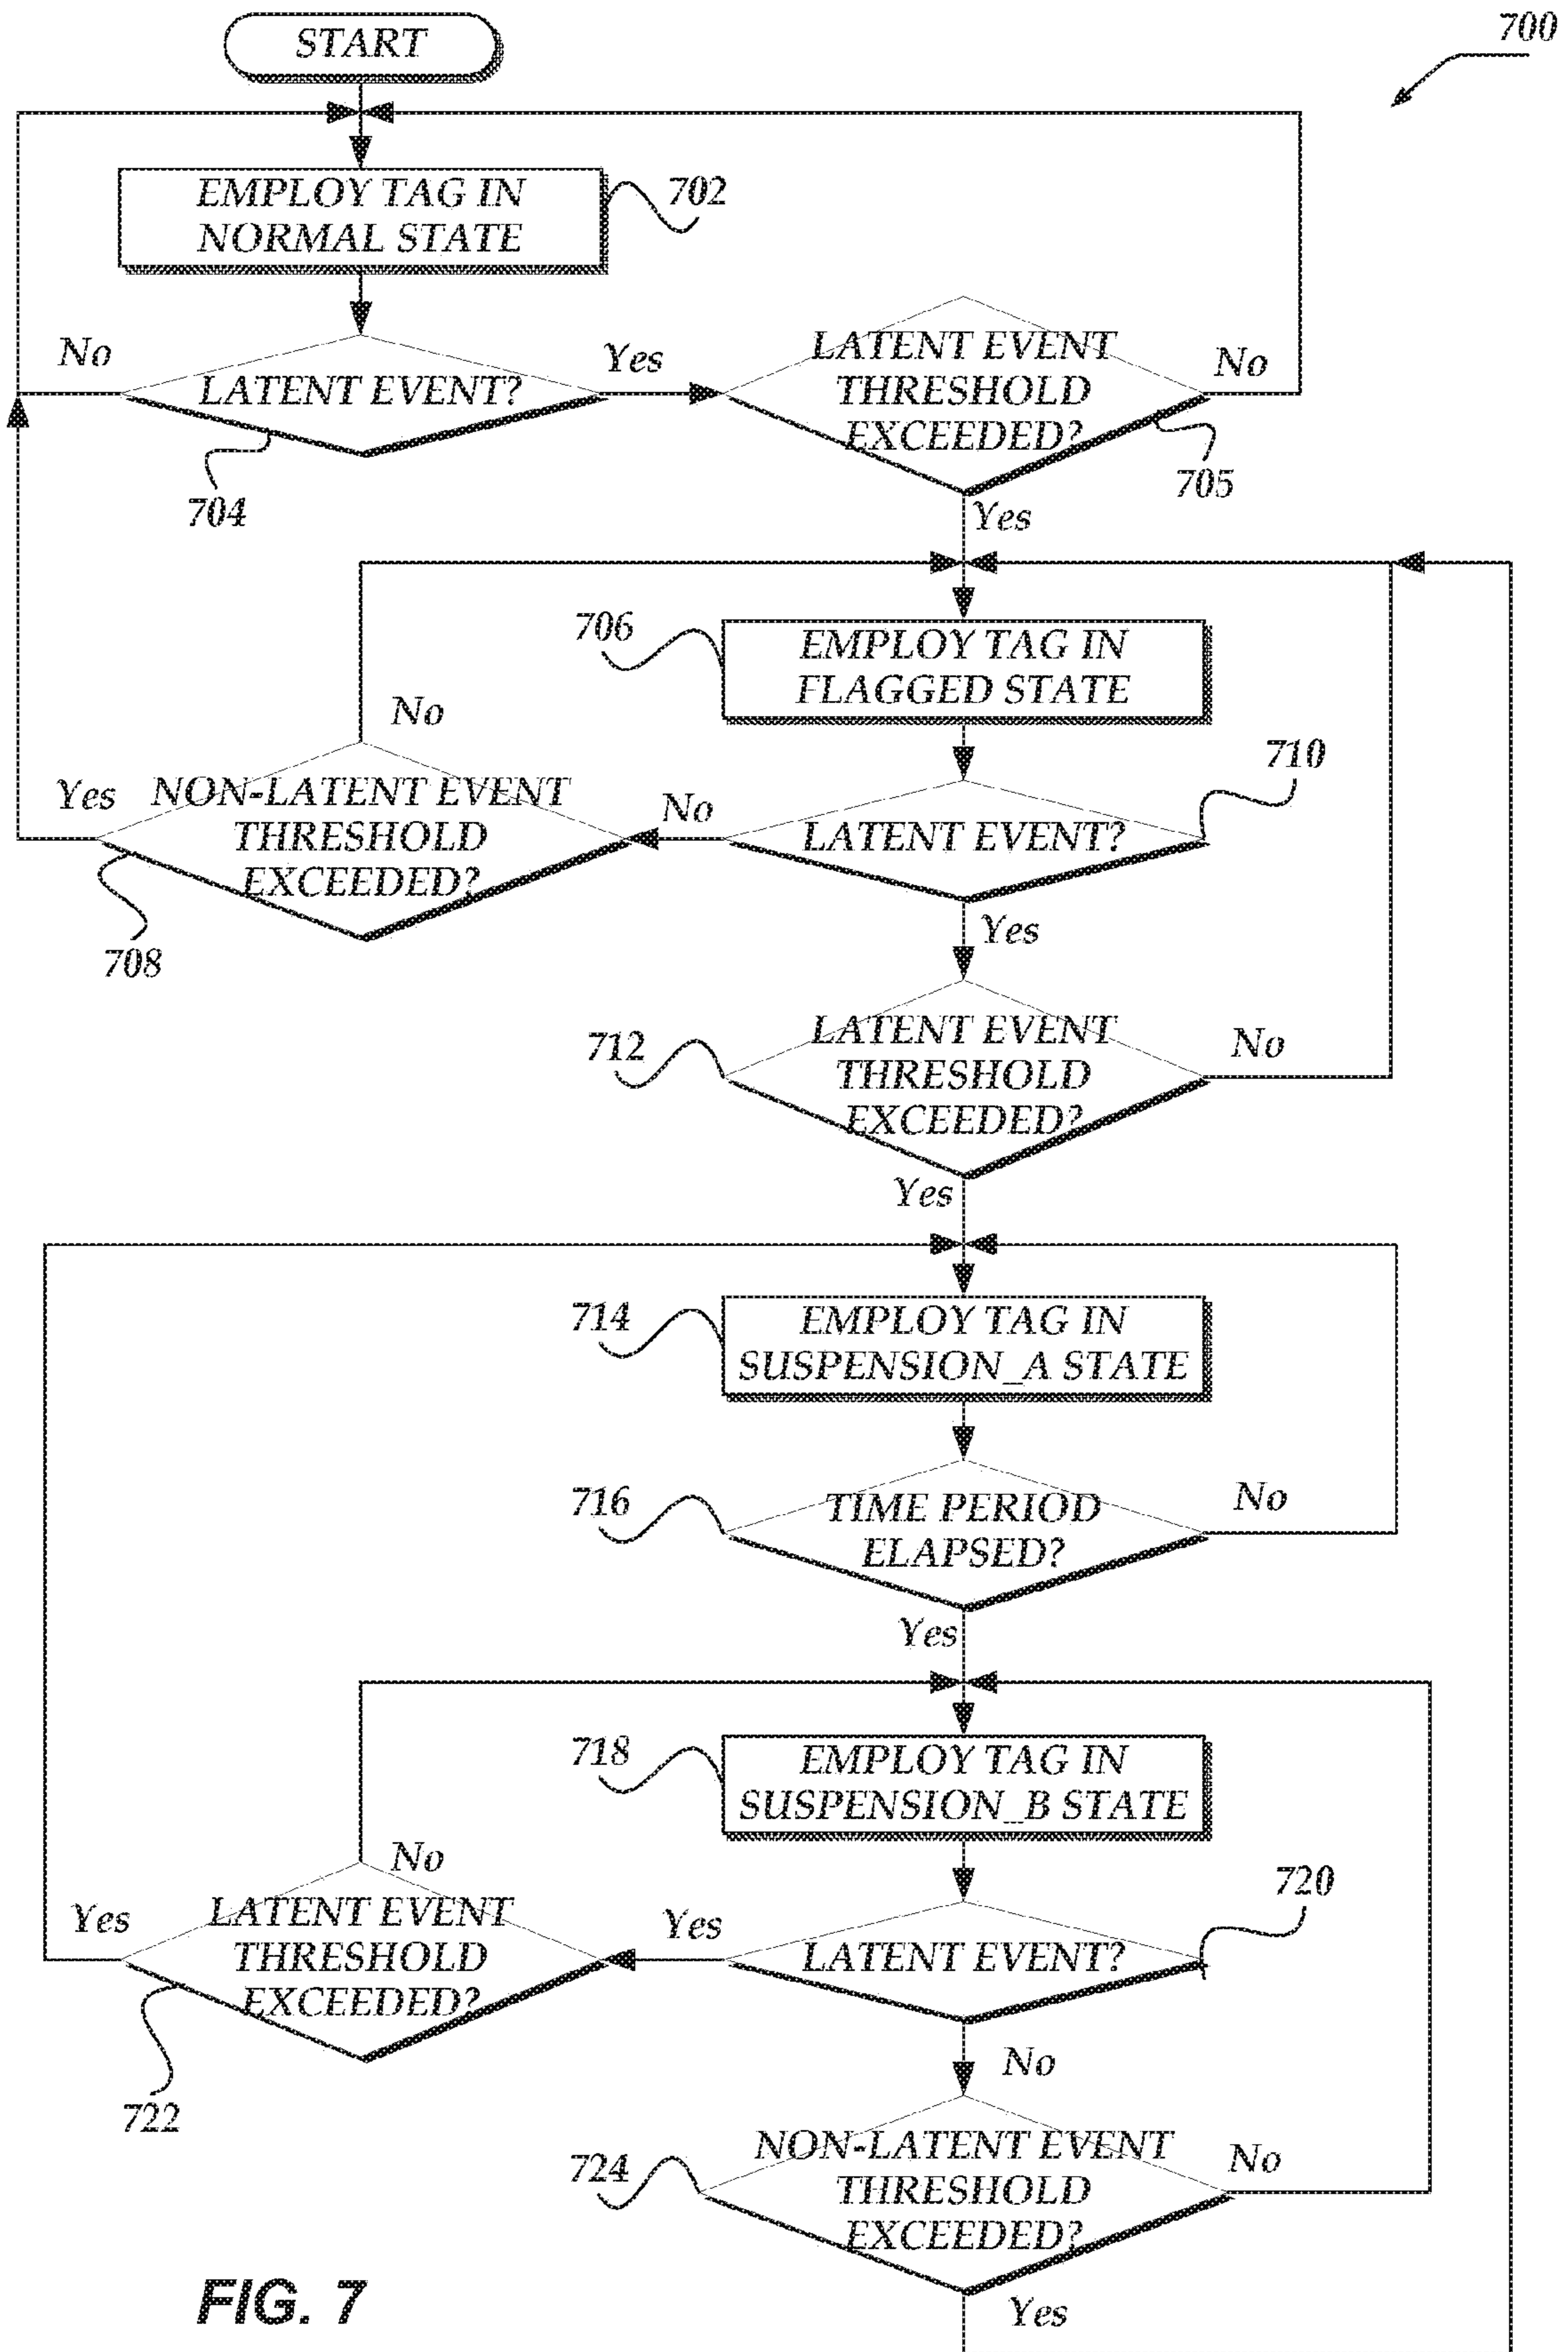 700
START
EMPLOY TAG IN
NORMAL STATE
702
No
LATENT EVENT?
Yes
LATENT EVENT
THRESHOLD
EXCEEDED?
No
704
705
Yes
706
EMPLOY TAG IN
FLAGGED STATE
No
710
Yes
NON-LATENT EVENT
THRESHOLD
EXCEEDED?
No
LATENT EVENT?
708
Yes
712
LATENT EVENT
THRESHOLD
EXCEEDED?
No
Yes
714
EMPLOY TAG IN
SUSPENSION_A STATE
716
TIME PERIOD
ELAPSED?
No
Yes
718
EMPLOY TAG IN
SUSPENSION_B STATE
No
720
Yes
LATENT EVENT
THRESHOLD
EXCEEDED?
Yes
LATENT EVENT?
722
No
724
NON-LATENT EVENT
THRESHOLD
EXCEEDED?
No
Yes
FIG. 7